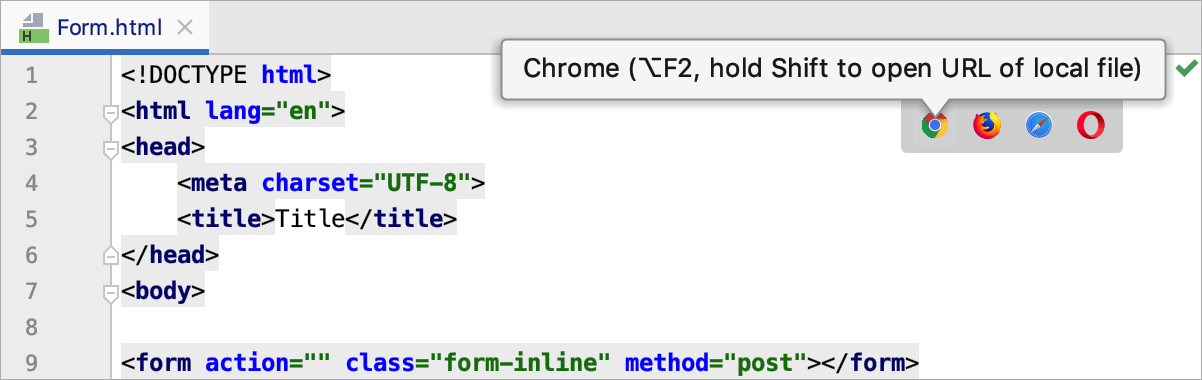 Form.html
Chrome (⌥F2, hold Shift to open URL of local file)
1 <!DOCTYPE html>
2 <html lang="en">
3 <head>
4     <meta charset="UTF-8">
5     <title>Title</title>
6 </head>
7 <body>
8
9 <form action="" class="form-inline" method="post"></form>
H